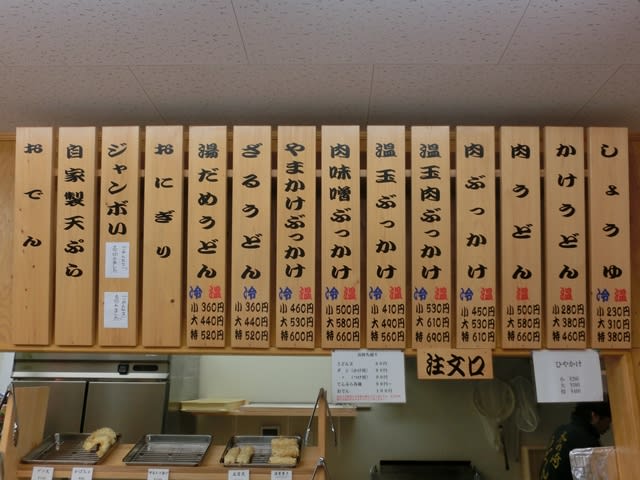 しょうゆ
冷 温
小 230円
大 310円
特 380円
かけうどん
温
小 280円
大 380円
特 460円
肉うどん
温
小 500円
大 580円
特 660円
肉ぶっかけ
冷 温
小 450円
大 530円
特 610円
温玉肉ぶっかけ
冷 温
小 530円
大 610円
特 690円
温玉ぶっかけ
冷 温
小 410円
大 490円
特 560円
肉味噌ぶっかけ
冷 温
小 500円
大 580円
特 660円
やまかけぶっかけ
冷 温
小 460円
大 530円
特 600円
ざるうどん
冷
小 360円
大 440円
特 520円
湯だめうどん
冷 温
小 360円
大 440円
特 520円
おにぎり
ジャンボい
自家製天ぷら
おでん
注文口
ひやかけ